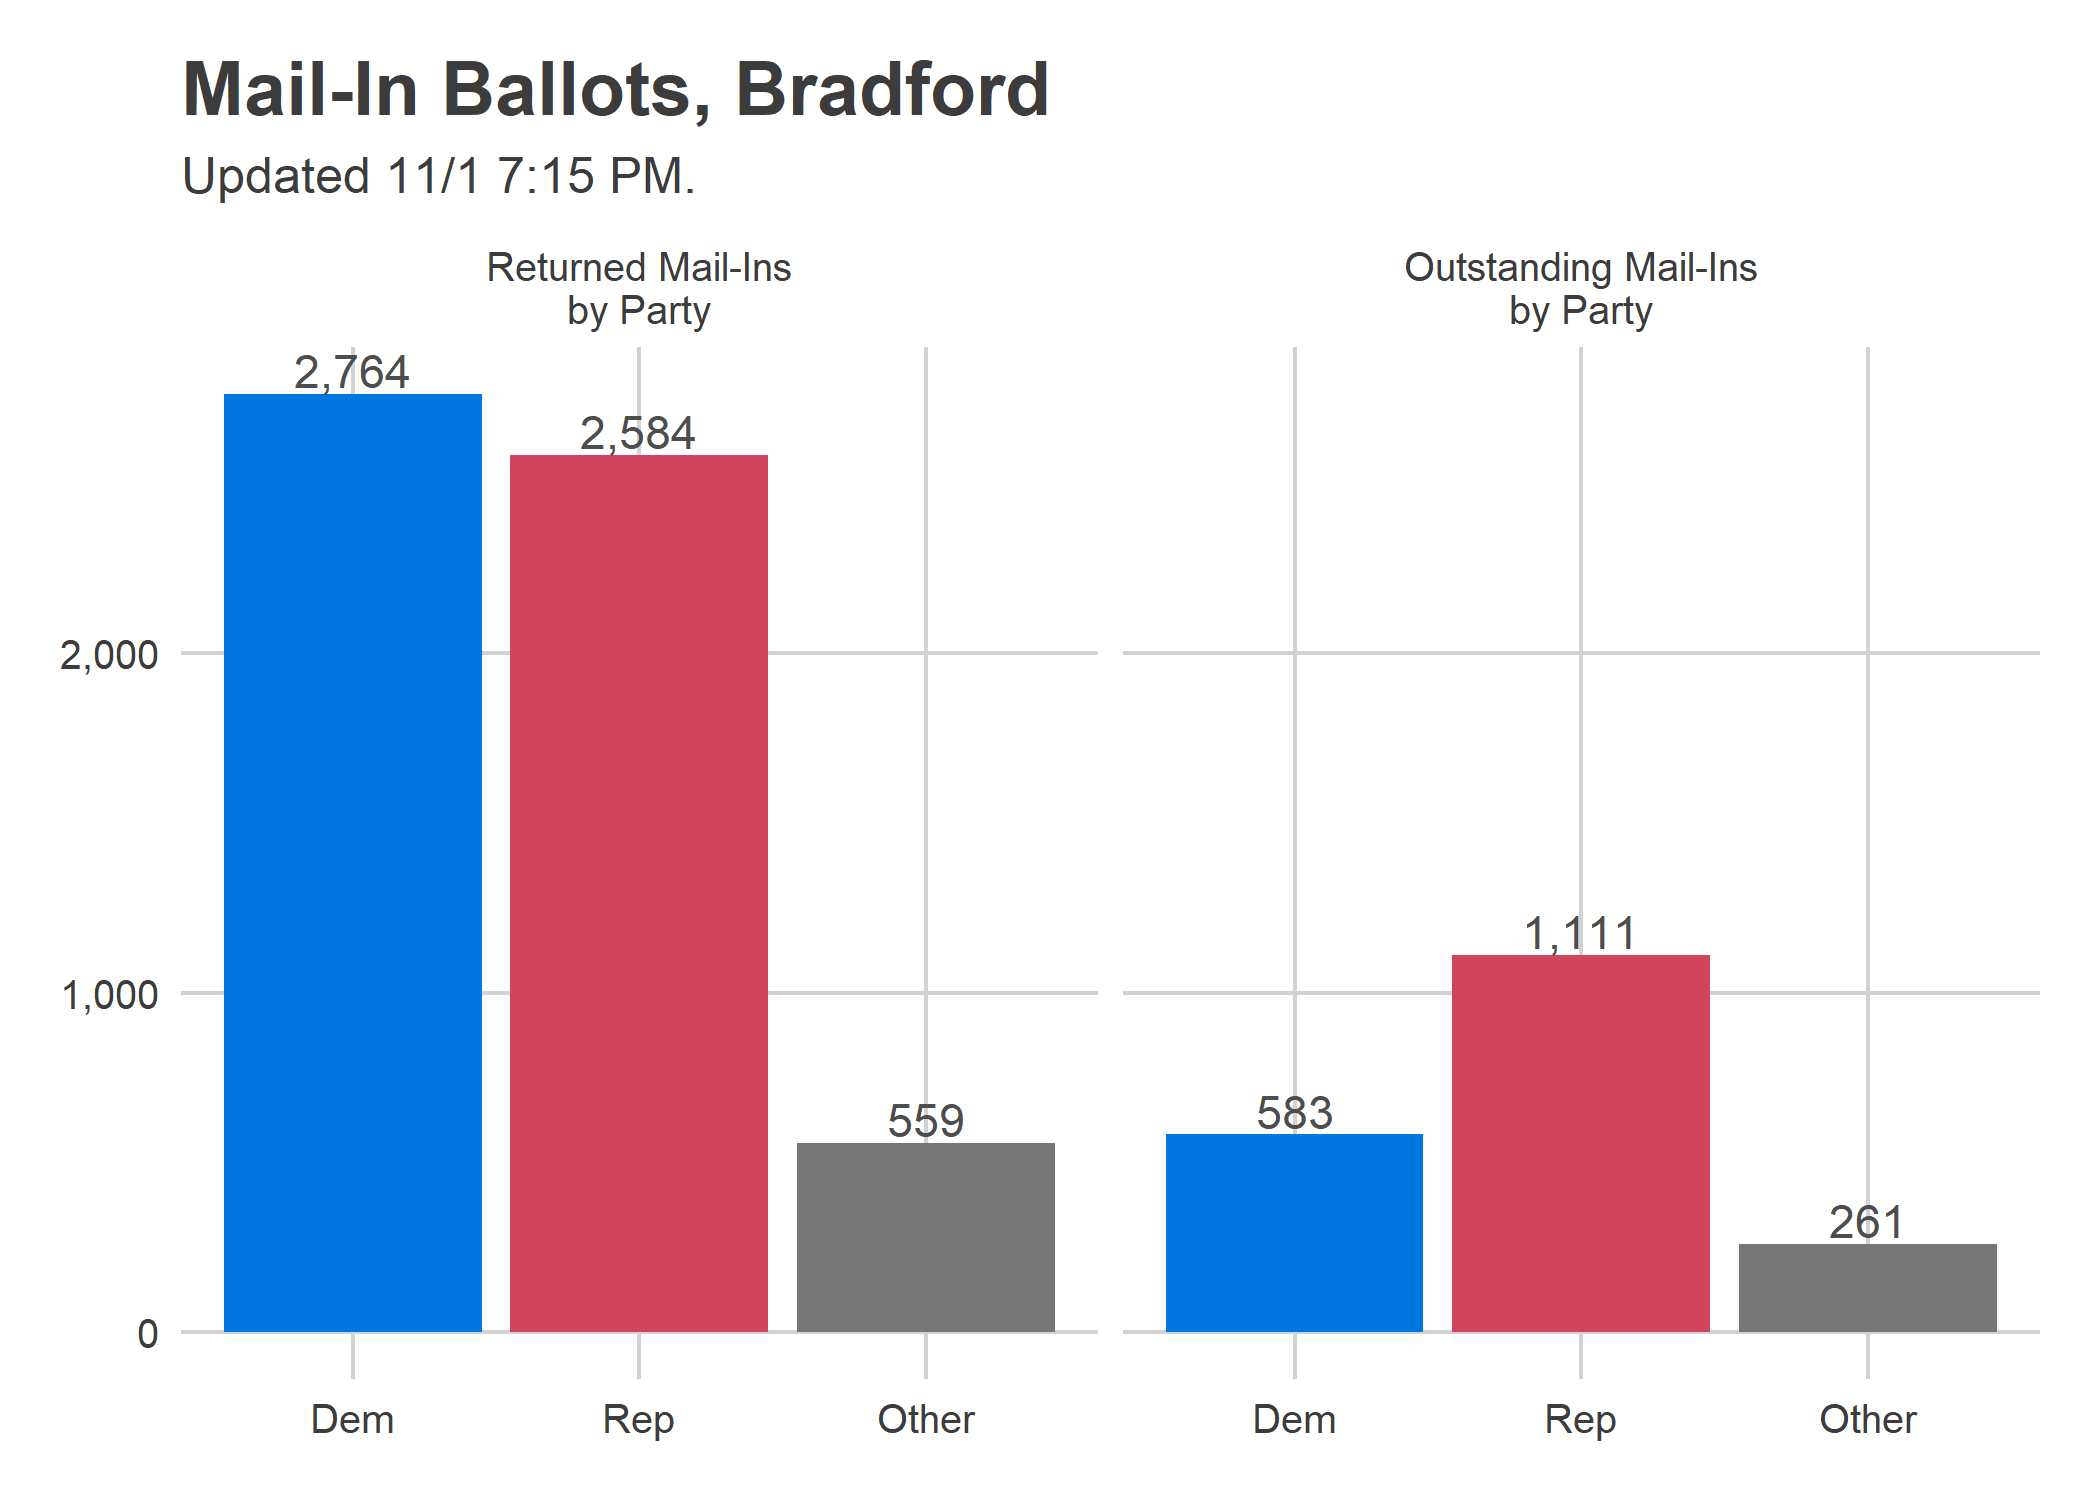 Mail-In Ballots, Bradford
Updated 11/1 7:15 PM.
Returned Mail-Ins
by Party
Outstanding Mail-Ins
by Party
2,764
2,584
559
583
1,111
261
2,000
1,000
0
Dem
Rep
Other
Dem
Rep
Other